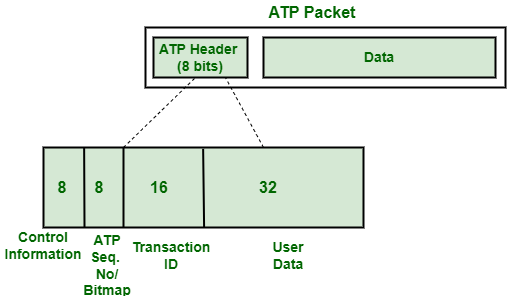 ATP Packet
ATP Header
(8 bits)
Data
8
8
16
32
Control
Information
ATP
Seq.
No/
Bitmap
Transaction
ID
User
Data